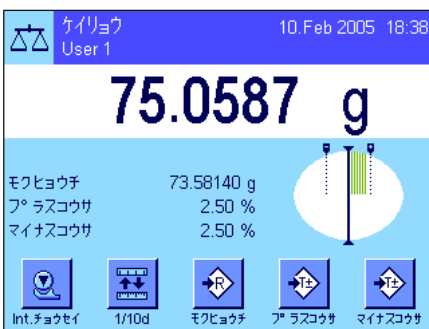 ケイリョウ 10.Feb 2005 18:38
User 1
75.0587 g
モクヒョウチ 73.58140 g
プラスコウサ 2.50 %
マイナスコウサ 2.50 %
R T± T±
Int.チョウセイ 1/10d モクヒョウチ プラスコウサ マイナスコウサ